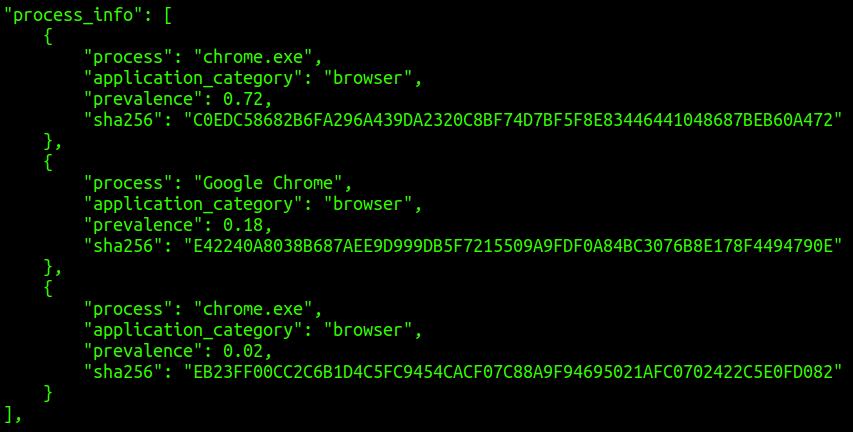 "process_info": [
    {
        "process": "chrome.exe",
        "application_category": "browser",
        "prevalence": 0.72,
        "sha256": "C0EDC58682B6FA296A439DA2320C8BF74D7BF5F8E83446441048687BEB60A472"
    },
    {
        "process": "Google Chrome",
        "application_category": "browser",
        "prevalence": 0.18,
        "sha256": "E42240A8038B687AEE9D999DB5F7215509A9FDF0A84BC3076B8E178F4494790E"
    },
    {
        "process": "chrome.exe",
        "application_category": "browser",
        "prevalence": 0.02,
        "sha256": "EB23FF00CC2C6B1D4C5FC9454CACF07C88A9F94695021AFC0702422C5E0FD082"
    }
],